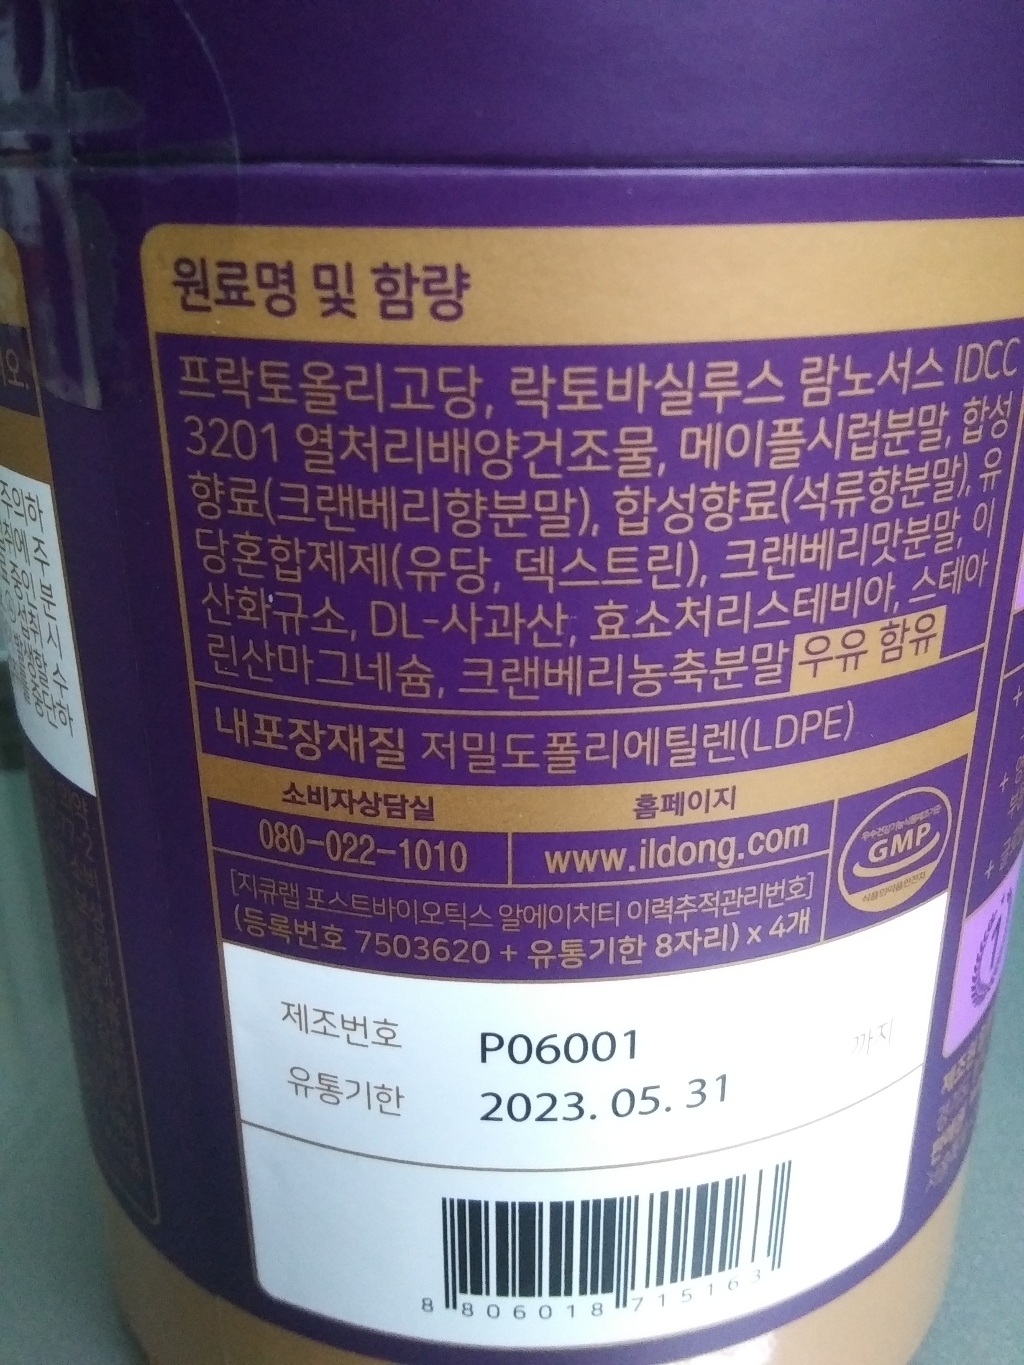 원료명 및 함량
프락토올리고당, 락토바실루스 람노서스 IDCC
3201 열처리배양건조물, 메이플시럽분말, 합성
향료(크랜베리향분말), 합성향료(석류향분말), 유
당혼합제제(유당, 덱스트린), 크랜베리맛분말, 이
산화규소, DL-사과산, 효소처리스테비아, 스테아
린산마그네슘, 크랜베리농축분말 우유 함유
내포장재질 저밀도폴리에틸렌(LDPE)
소비자상담실 홈페이지
080-022-1010 www.ildong.com
GMP
[지큐랩 포스트바이오틱스 알에이치티 이력추적관리번호]
(등록번호 7503620 + 유통기한 8자리) x 4개
제조번호 P06001 까지
유통기한 2023. 05. 31
8 806018 715163